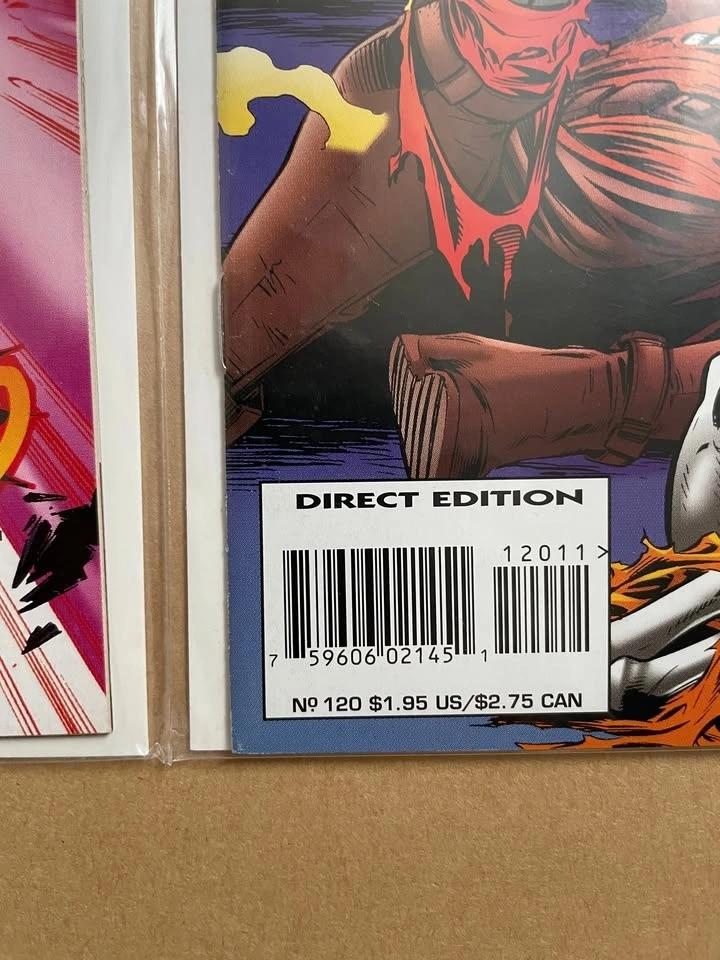 DIRECT EDITION
12011 >
7 59606 02145 1
Nº 120 $1.95 US/$2.75 CAN